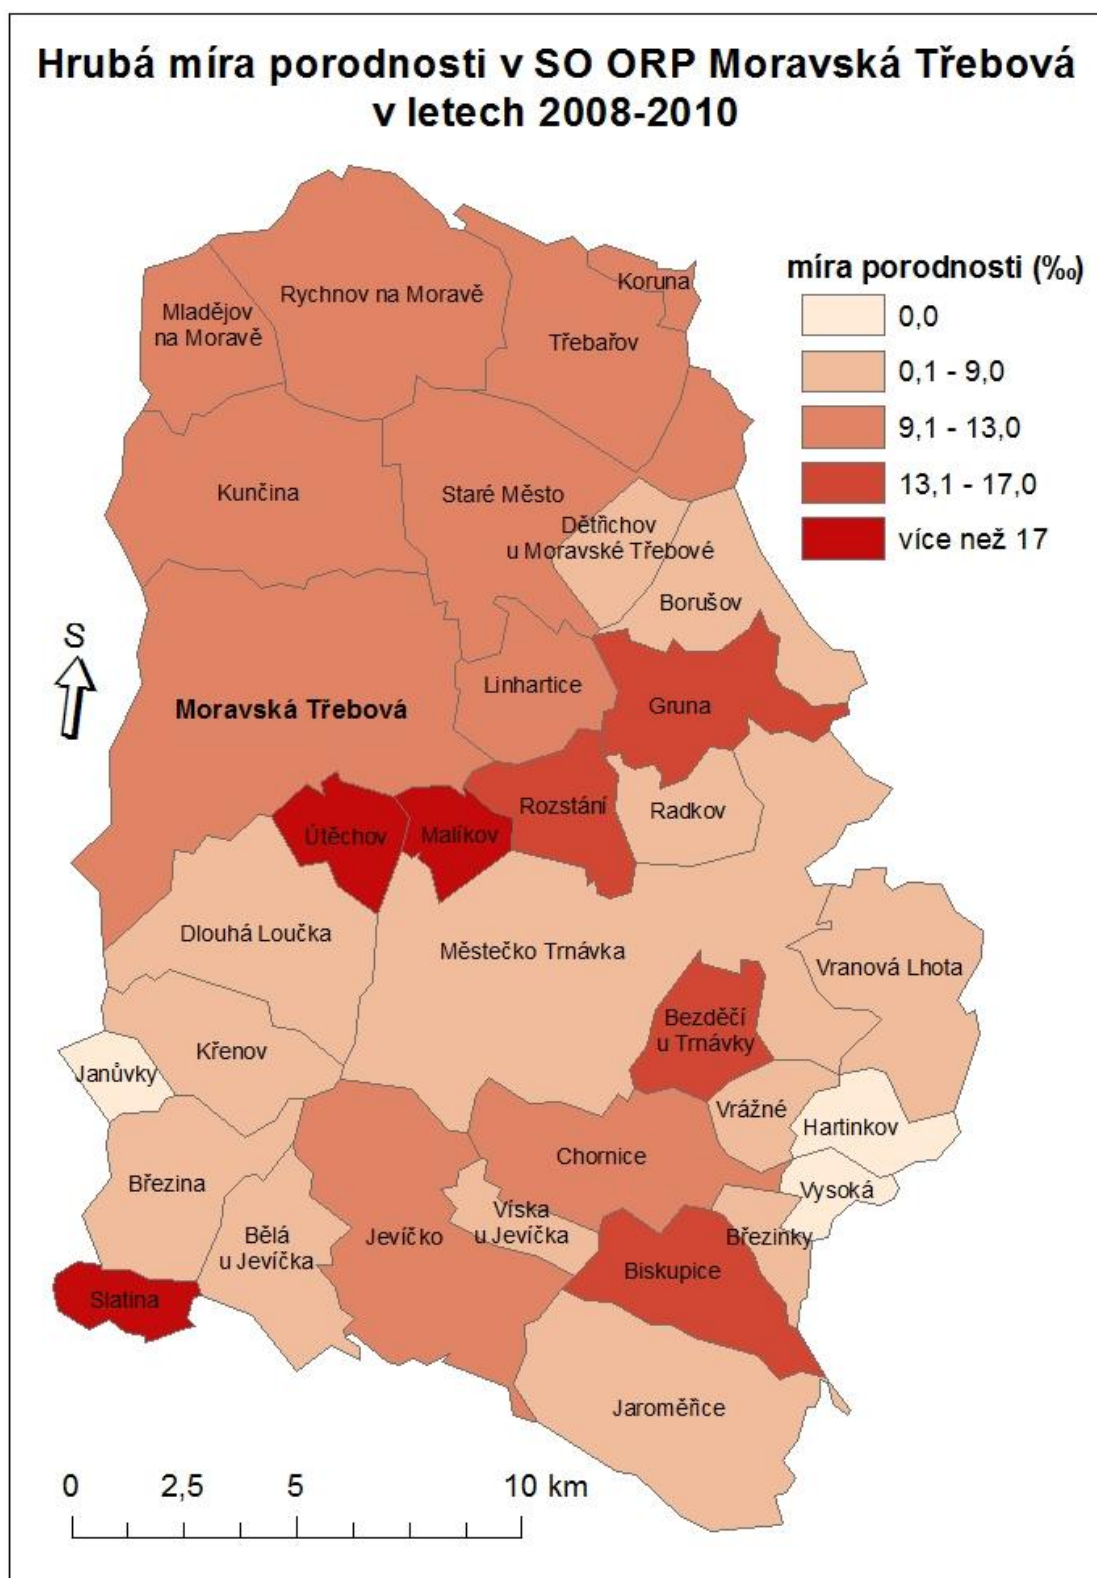 Hrubá míra porodnosti v SO ORP Moravská Třebová
v letech 2008-2010
míra porodnosti (‰)
0,0
0,1 - 9,0
9,1 - 13,0
13,1 - 17,0
více než 17
Koruna
Rychnov na Moravě
Mladějov
na Moravě
Třebařov
Kunčina
Staré Město
Dětřichov
u Moravské Třebové
Borušov
S
Linhartice
Gruna
Moravská Třebová
Rozstání
Radkov
Útěchov
Malíkov
Dlouhá Loučka
Městečko Trnávka
Vranová Lhota
Bezděčí
u Trnávky
Křenov
Janůvky
Vrážné
Hartinkov
Chornice
Březina
Vysoká
Víska
u Jevíčka
Bělá
u Jevíčka
Jevíčko
Březinky
Biskupice
Slatina
Jaroměřice
0
2,5
5
10 km